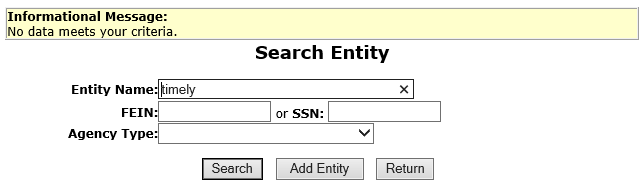 Informational Message:
No data meets your criteria.
Search Entity
Entity Name: timely ×
FEIN: or SSN:
Agency Type:
Search Add Entity Return